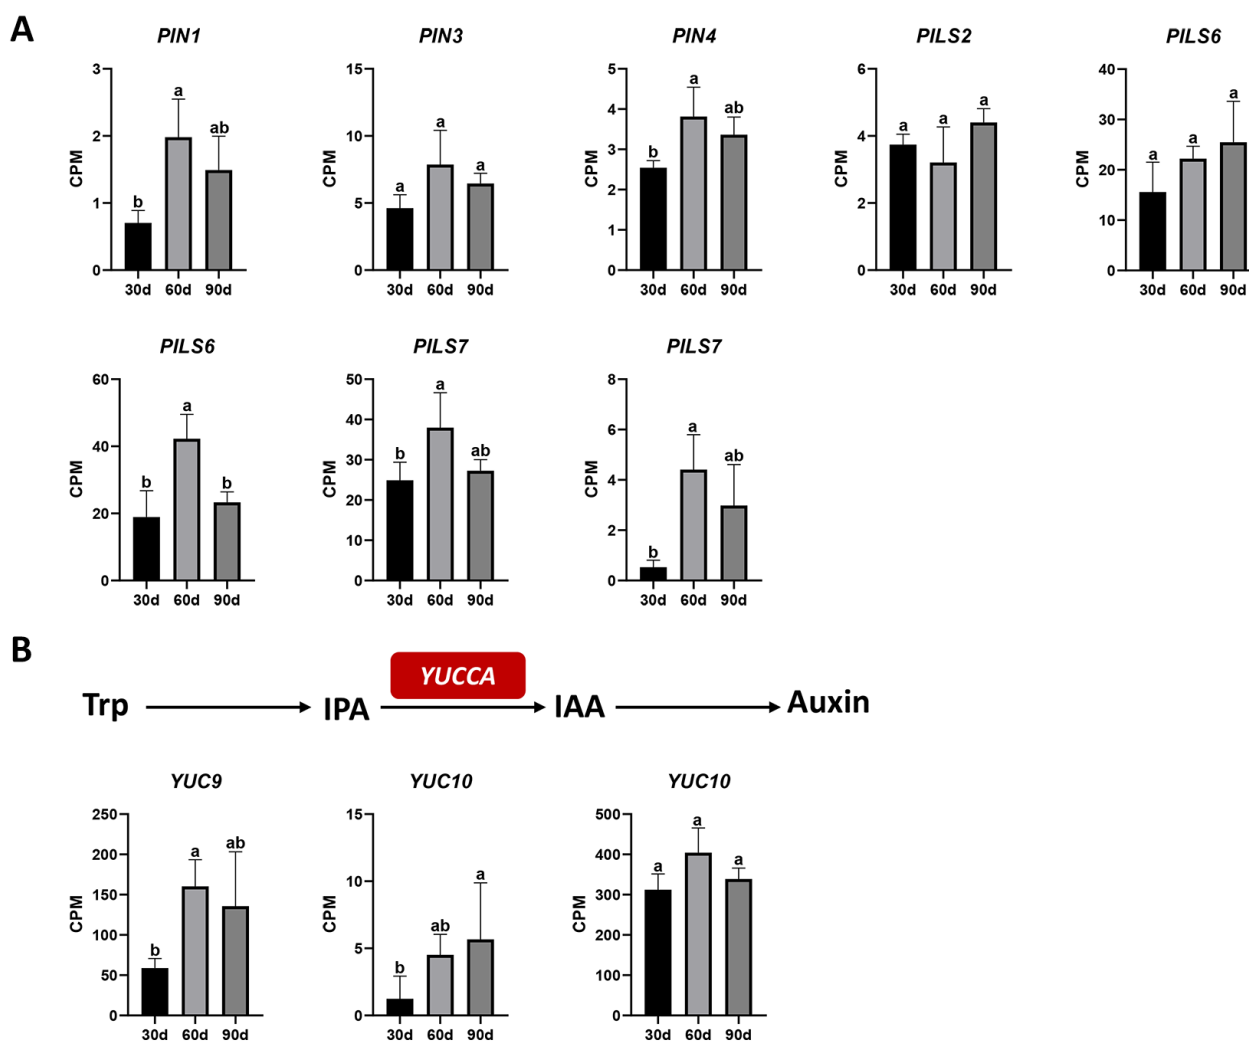 A
PIN1 PIN3 PIN4 PILS2 PILS6
3 15 5 6 40
a a a a a a a
ab ab
b a b a a
2 10 4 4 30
1 5 3 2 20
2 10
1
0 0 0 0 0
CPM CPM CPM CPM CPM
30d 60d 90d 30d 60d 90d 30d 60d 90d 30d 60d 90d 30d 60d 90d
PILS6 PILS7 PILS7
60 50 8
a a a
b b b ab b ab
40 40 6
20 30 4
20 2
10
0 0 0
CPM CPM CPM
30d 60d 90d 30d 60d 90d 30d 60d 90d
B
YUCCA
Trp IPA IAA Auxin
YUC9 YUC10 YUC10
250 15 500
b a ab b ab a a a a
200 10 400
150 5 300
100 200
50 100
0 0 0
CPM CPM CPM
30d 60d 90d 30d 60d 90d 30d 60d 90d